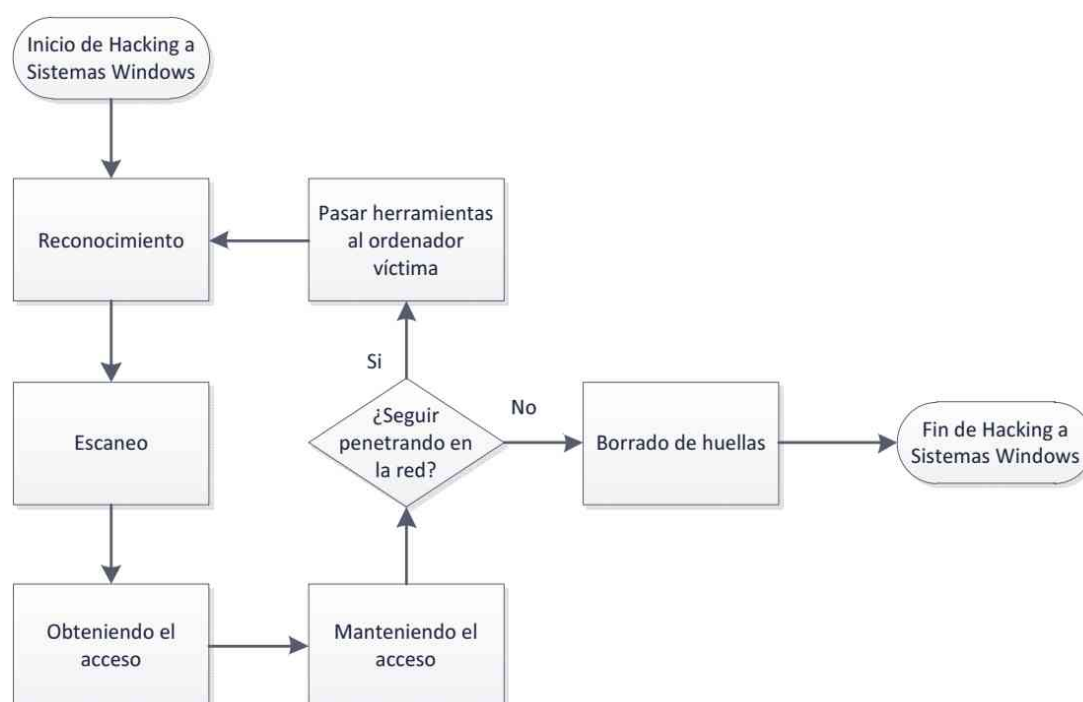 Inicio de Hacking a
Sistemas Windows
Reconocimiento
Pasar herramientas
al ordenador
víctima
Si
Escaneo
¿Seguir
penetrando en
la red?
No
Borrado de huellas
Fin de Hacking a
Sistemas Windows
Obteniendo el
acceso
Manteniendo el
acceso